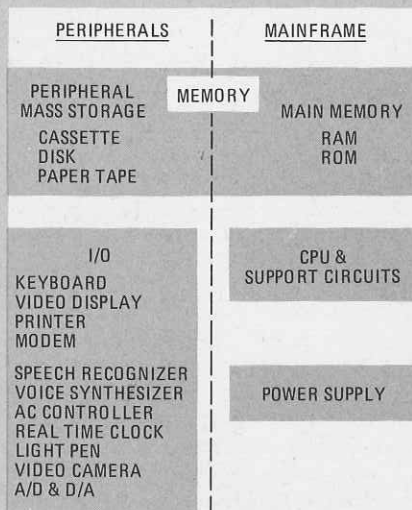 PERIPHERALS
MAINFRAME
MEMORY
PERIPHERAL
MASS STORAGE
CASSETTE
DISK
PAPER TAPE
MAIN MEMORY
RAM
ROM
I/O
KEYBOARD
VIDEO DISPLAY
PRINTER
MODEM
SPEECH RECOGNIZER
VOICE SYNTHESIZER
AC CONTROLLER
REAL TIME CLOCK
LIGHT PEN
VIDEO CAMERA
A/D & D/A
CPU &
SUPPORT CIRCUITS
POWER SUPPLY